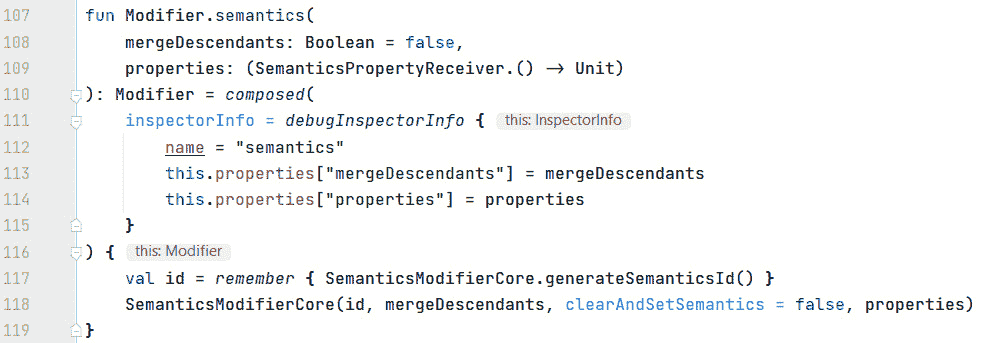 107 fun Modifier.semantics(
108 mergeDescendants: Boolean = false,
109 properties: (SemanticsPropertyReceiver.() → Unit)
110 ): Modifier = composed(
111 inspectorInfo = debugInspectorInfo { this: InspectorInfo
112 name = "semantics"
113 this.properties["mergeDescendants"] = mergeDescendants
114 this.properties["properties"] = properties
115 }
116 ) { this: Modifier
117 val id = remember { SemanticsModifierCore.generateSemanticsId() }
118 SemanticsModifierCore(id, mergeDescendants, clearAndSetSemantics = false, properties)
119 }